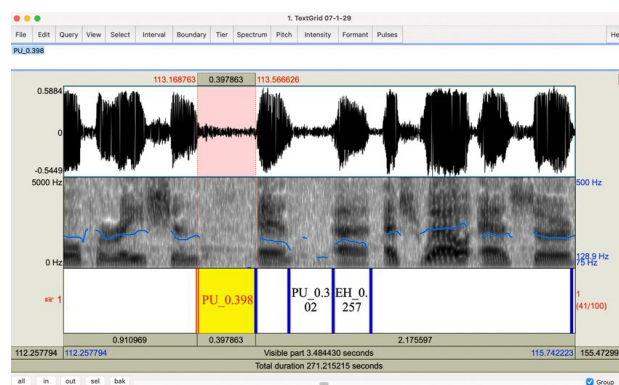 1. TextGrid 07-1-29
File Edit Query View Select Interval Boundary Tier Spectrum Pitch Intensity Formant Pulses He
PU_0.398
113.168763 0.397863 113.566626
0.5884
0
-0.5449
5000 Hz 500 Hz
128.9 Hz
0 Hz 75 Hz
1 PU_0.398 PU_0.3 EH_0. 1
02 257 (41/100)
0.910969 0.397863 2.175597
112.257794 112.257794 Visible part 3.484430 seconds 115.742223 155.47299
Total duration 271.215215 seconds
all in out sel bak Group